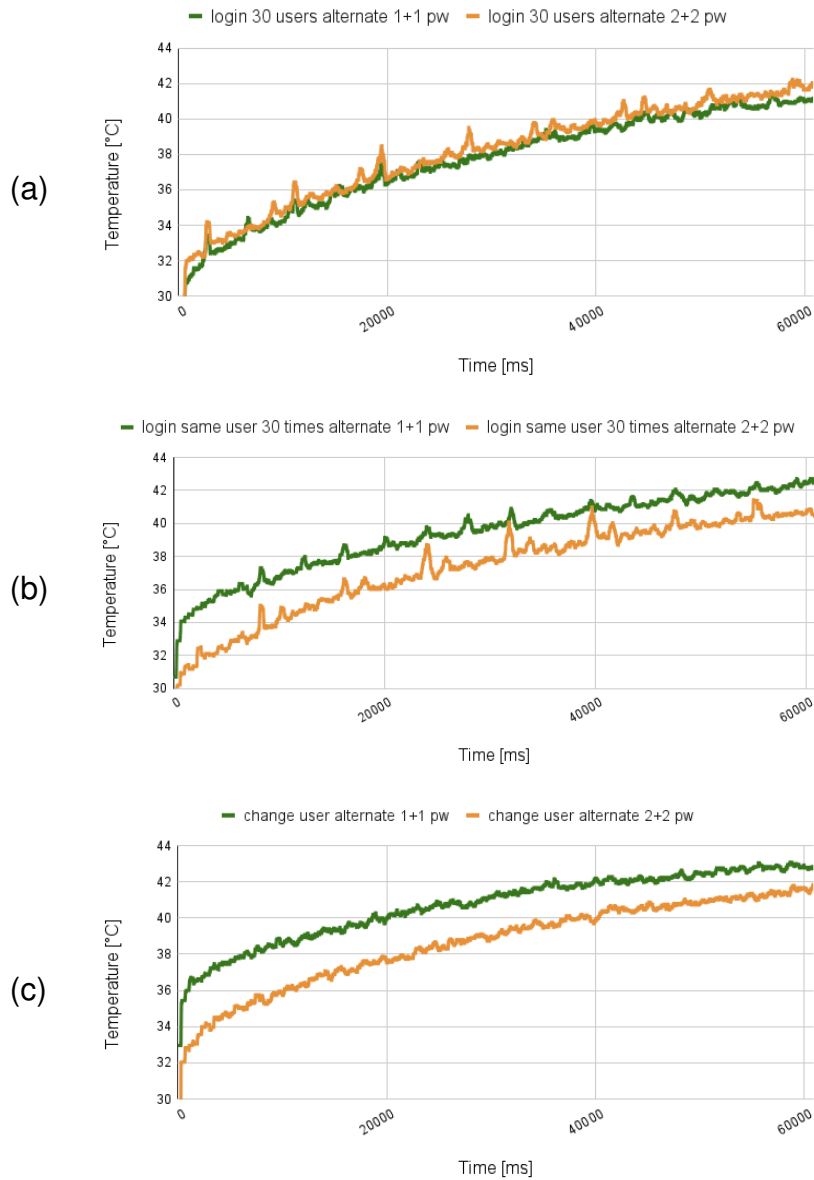 login 30 users alternate 1+1 pw login 30 users alternate 2+2 pw
44
42
40
38
36
34
32
30
Temperature [°C]
(a)
0 20000 40000 60000
Time [ms]
login same user 30 times alternate 1+1 pw login same user 30 times alternate 2+2 pw
44
42
40
38
36
34
32
30
Temperature [°C]
(b)
0 20000 40000 60000
Time [ms]
change user alternate 1+1 pw change user alternate 2+2 pw
44
42
40
38
36
34
32
30
Temperature [°C]
(c)
0 20000 40000 60000
Time [ms]